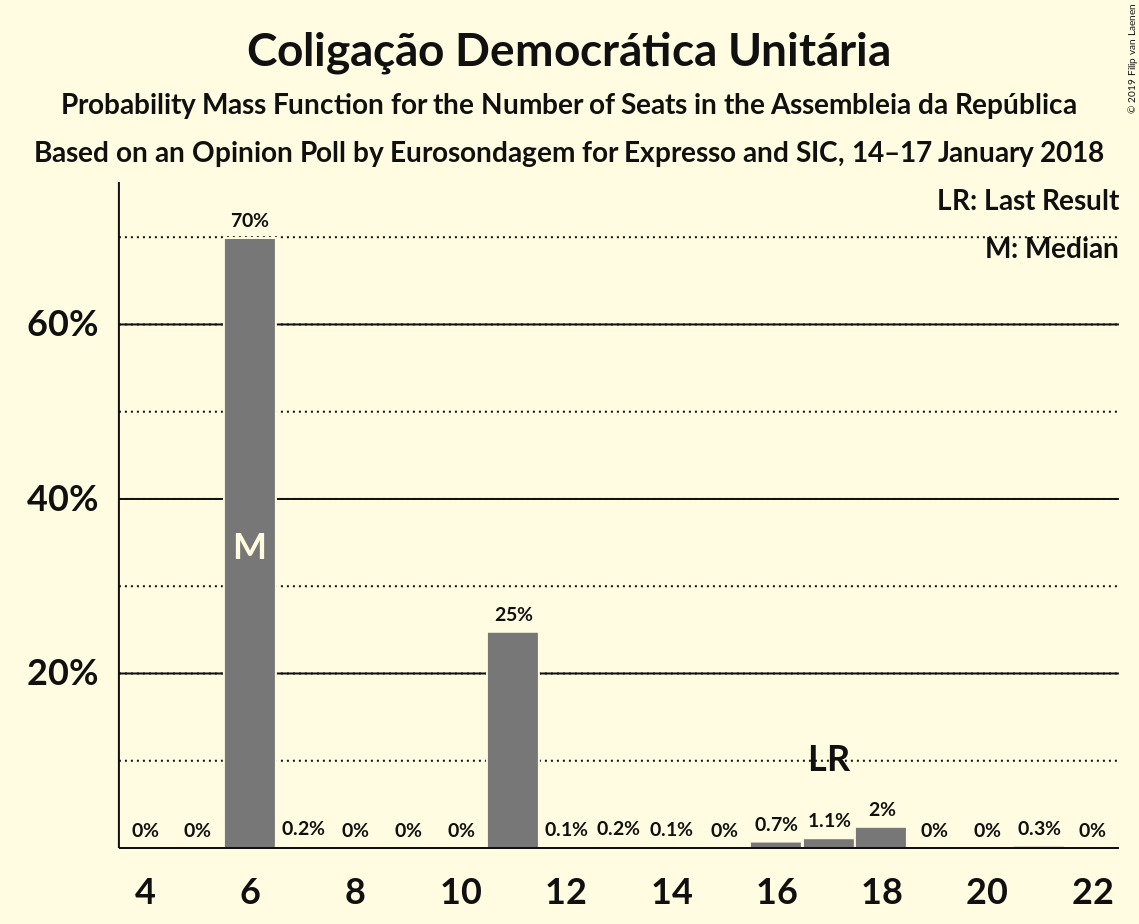 Coligação Democrática Unitária
Probability Mass Function for the Number of Seats in the Assembleia da República
Based on an Opinion Poll by Eurosondagem for Expresso and SIC, 14–17 January 2018
© 2019 Filip van Laenen
LR: Last Result
M: Median
70%
60%
40%
20%
M
25%
LR
0% 0% 0.2% 0% 0% 0% 0.1% 0.2% 0.1% 0% 0.7% 1.1% 2% 0% 0% 0.3% 0%
4 6 8 10 12 14 16 18 20 22